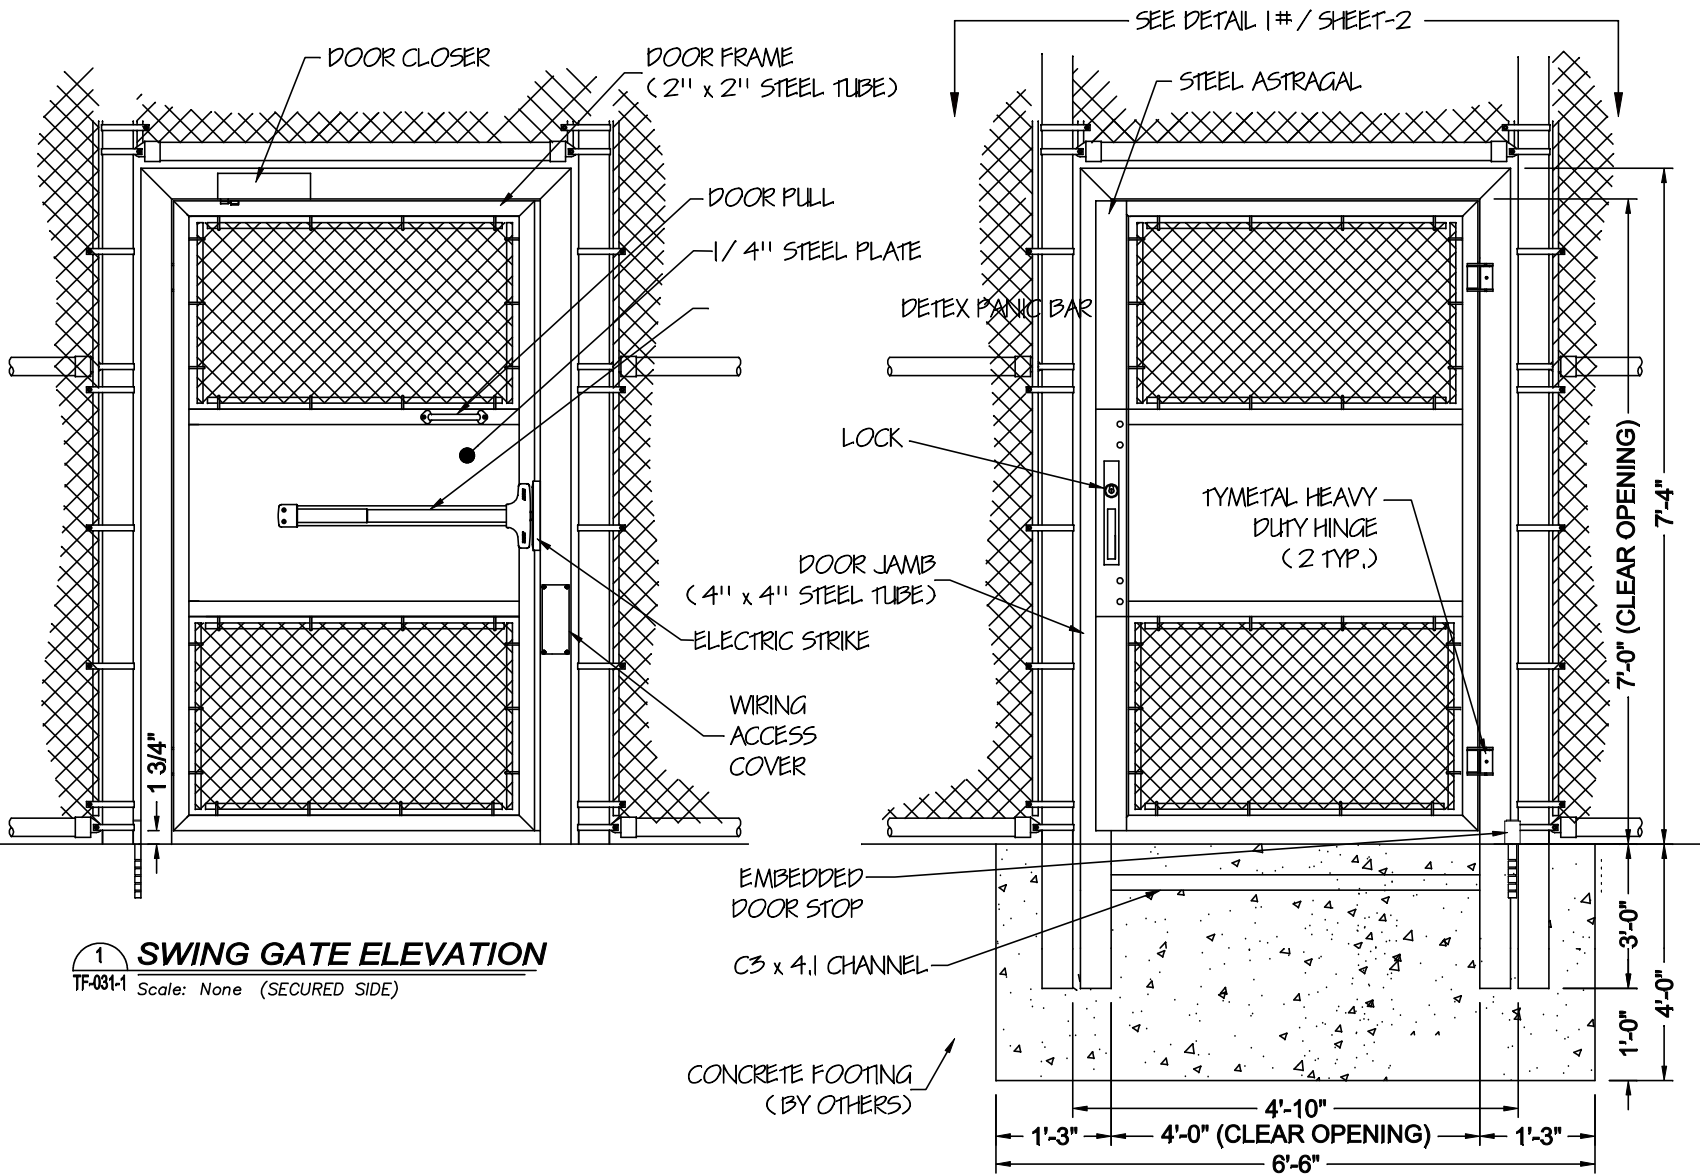 SEE DETAIL 1# / SHEET-2
DOOR CLOSER
DOOR FRAME
( 2" x 2" STEEL TUBE)
STEEL ASTRAGAL
DOOR PULL
1/ 4" STEEL PLATE
DETEX PANIC BAR
LOCK
TYMETAL HEAVY
DUTY HINGE
( 2 TYP.)
7'-0" (CLEAR OPENING)
7'-4"
DOOR JAMB
( 4" x 4" STEEL TUBE)
ELECTRIC STRIKE
WIRING
ACCESS
COVER
1 3/4"
EMBEDDED
DOOR STOP
C3 x 4.1 CHANNEL
3'-0"
4'-0"
1'-0"
1
TF-031-1
SWING GATE ELEVATION
Scale: None (SECURED SIDE)
CONCRETE FOOTING
( BY OTHERS)
4'-10"
1'-3"
4'-0" (CLEAR OPENING)
1'-3"
6'-6"